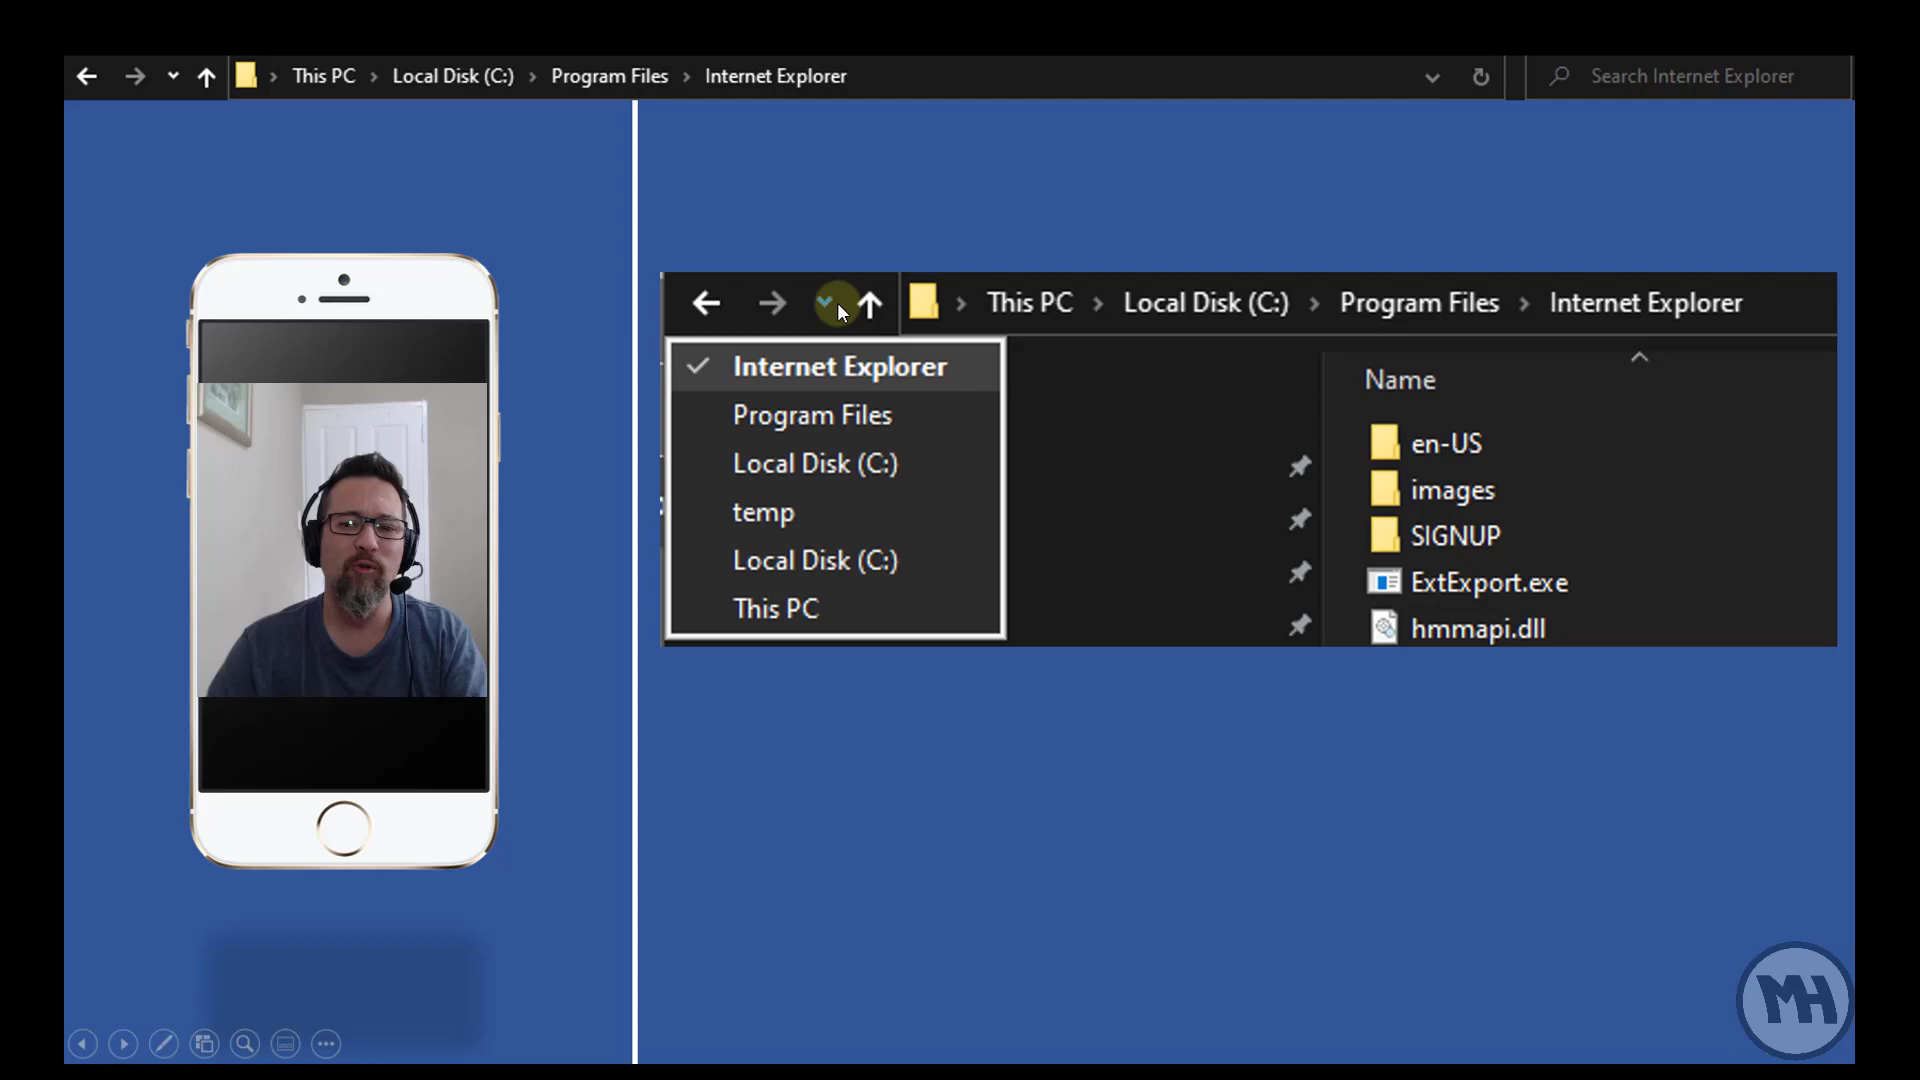 This PC Local Disk (C:) Program Files Internet Explorer Search Internet Explorer
This PC Local Disk (C:) Program Files Internet Explorer
Internet Explorer
Program Files
Local Disk (C:)
temp
Local Disk (C:)
This PC
Name
en-US
images
SIGNUP
ExtExport.exe
hmmapi.dll
MH